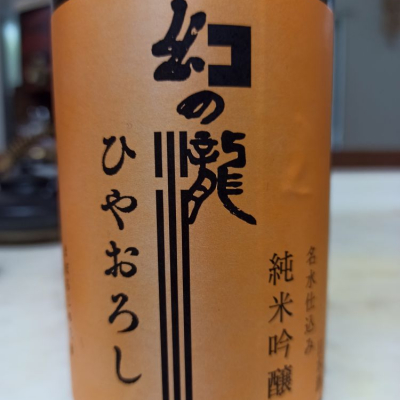 幻の瀧
ひやおろし
名水仕込み
純米吟醸